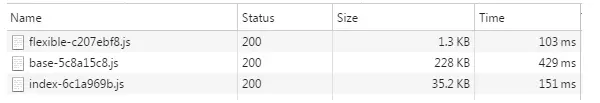 Name Status Size Time
flexible-c207ebf8.js 200 1.3 KB 103 ms
base-5c8a15c8.js 200 228 KB 429 ms
index-6c1a969b.js 200 35.2 KB 151 ms